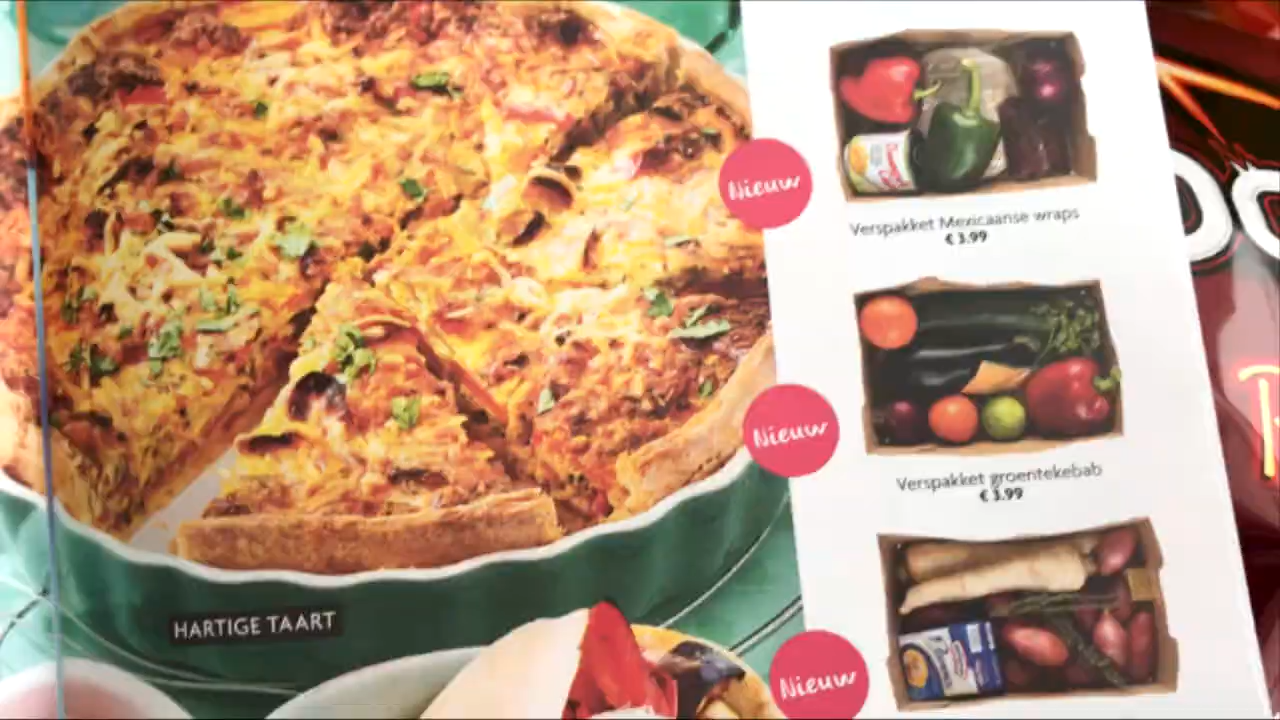 Nieuw
Verspakket Mexicaanse wraps
€ 3.99
Nieuw
Verspakket groentekebab
€ 3.99
HARTIGE TAART
Nieuw